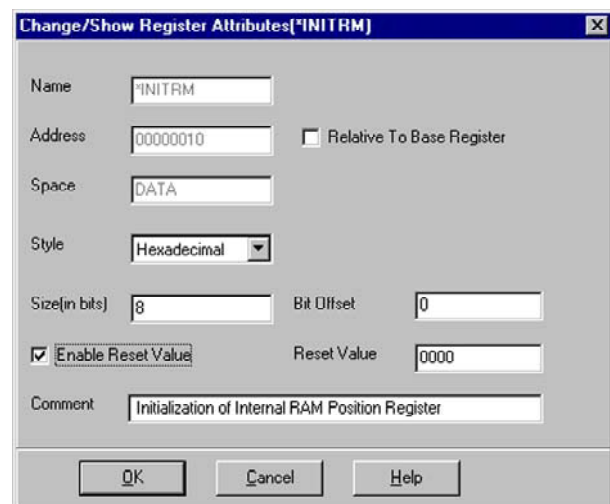 Change/Show Register Attributes(*INITRM)
Name *INITRM
Address 00000010 Relative To Base Register
Space DATA
Style Hexadecimal
Size(in bits) 8 Bit Offset 0
Enable Reset Value Reset Value 0000
Comment Initialization of Internal RAM Position Register
OK Cancel Help